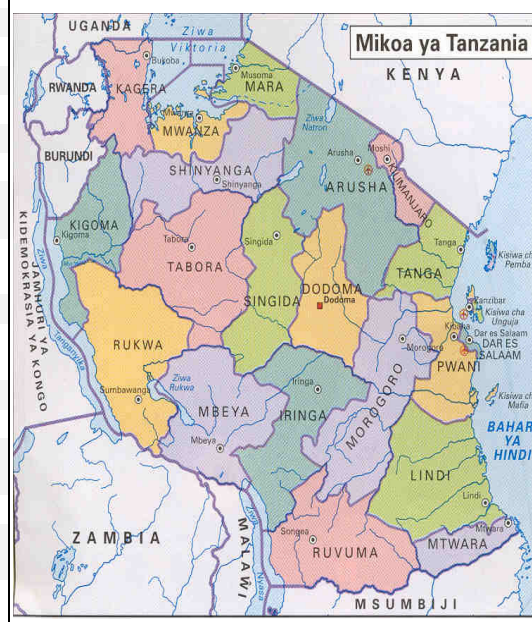 Mikoa ya Tanzania
UGANDA
Ziwa
Viktoria
KENYA
RWANDA
Bukoba
KAGERA
Musoma
MARA
MWANZA
BURUNDI
Ziwa
Natron
SHINYANGA
Shinyanga
Arusha
Moshi
ARUSHA
KILIMANJARO
KIGOMA
Kigoma
Tabora
TABORA
Singida
SINGIDA
DODOMA
Dodoma
Tanga
TANGA
Kisiwa cha
Pemba
Zanzibar
Kisiwa cha
Unguja
Kibaha
Dar es Salaam
DAR ES
SALAAM
PWANI
Morogoro
MOROGORO
Kisiwa cha
Mafia
JAMHURI YA
KIDEMOKRASIA YA KONGO
Ziwa
Tanganyika
RUKWA
Sumbawanga
Ziwa
Rukwa
MBEYA
Mbeya
Iringa
IRINGA
BAHARI
YA
HINDI
LINDI
Lindi
Mtwara
MTWARA
Songea
RUVUMA
ZAMBIA
MALAWI
Ziwa
Nyasa
MSUMBIJI